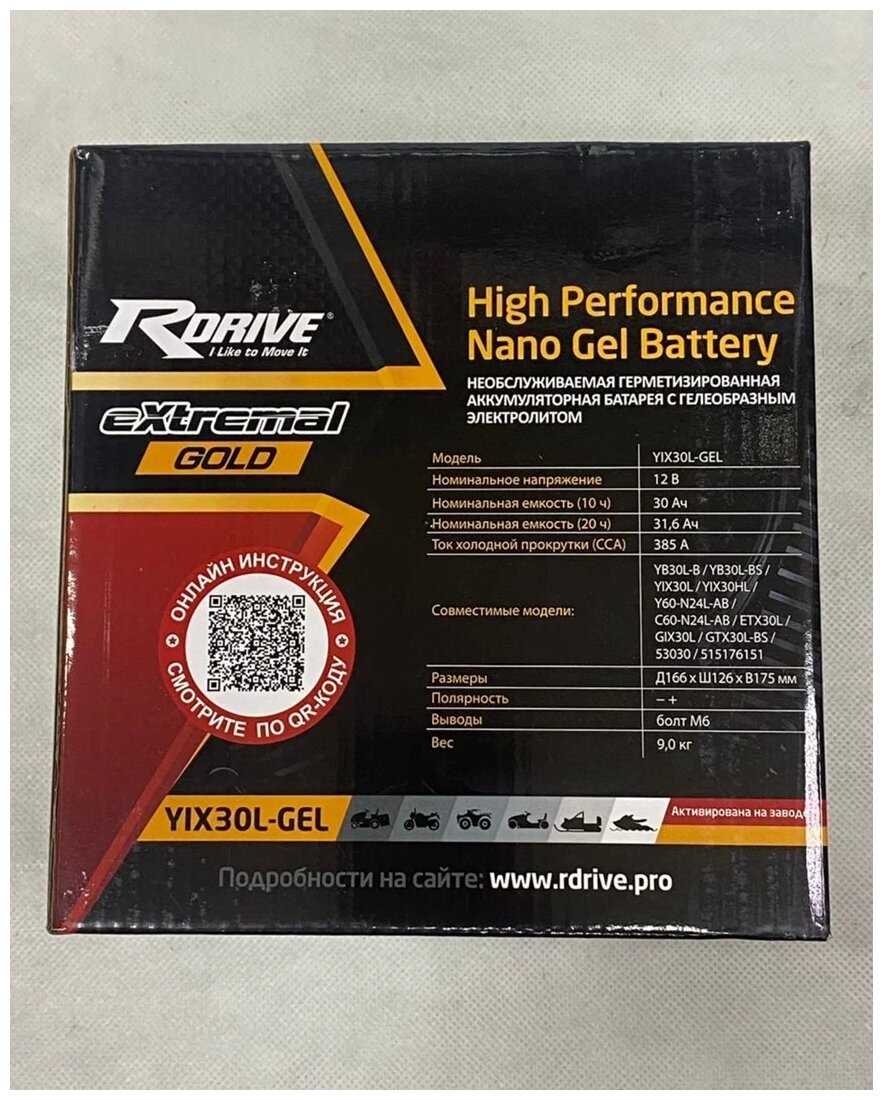 RDRIVE®
I Like to Move It
eXtremal
GOLD
High Performance
Nano Gel Battery
НЕОБСЛУЖИВАЕМАЯ ГЕРМЕТИЗИРОВАННАЯ
АККУМУЛЯТОРНАЯ БАТАРЕЯ С ГЕЛЕОБРАЗНЫМ
ЭЛЕКТРОЛИТОМ
Модель YIX30L-GEL
Номинальное напряжение 12 В
Номинальная емкость (10 ч) 30 Ач
Номинальная емкость (20 ч) 31,6 Ач
Ток холодной прокрутки (CCA) 385 А
Совместимые модели:
YB30L-B / YB30L-BS /
YIX30L / YIX30HL /
Y60-N24L-AB /
C60-N24L-AB / ETX30L /
GIX30L / GTX30L-BS /
53030 / 515176151
Размеры Д166 x Ш126 x В175 мм
Полярность – +
Выводы болт М6
Вес 9,0 кг
ОНЛАЙН ИНСТРУКЦИЯ
СМОТРИТЕ ПО QR-КОДУ
YIX30L-GEL
Активирована на заводе
Подробности на сайте: www.rdrive.pro